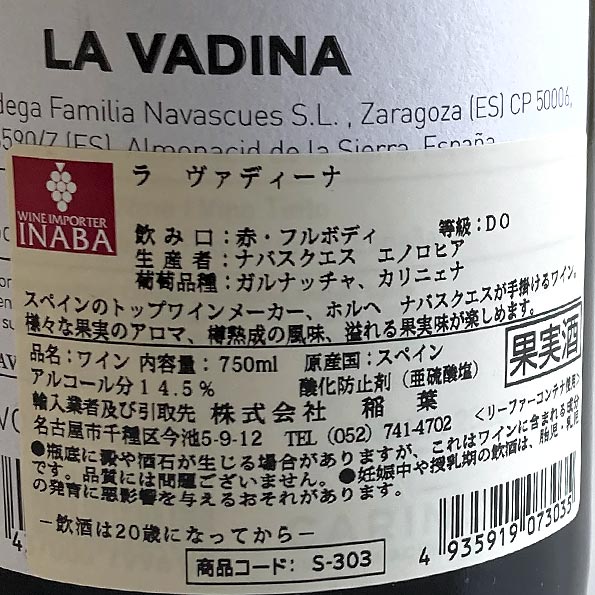 LA VADINA
dega Familia Navascues S.L. , Zaragoza (ES) CP 50006,
5590/Z (ES), Almonacid de la Sierra, España
WINE IMPORTER
INABA
ラ ヴァディーナ
飲み口：赤・フルボディ 等級：DO
生産者：ナバスクエス エノロヒア
葡萄品種：ガルナッチャ、カリニェナ
スペインのトップワインメーカー、ホルヘ ナバスクエスが手掛けるワイン。
様々な果実のアロマ、樽熟成の風味、溢れる果実味が楽しめます。
果実酒
品名：ワイン 内容量：750ml 原産国：スペイン
アルコール分14.5% 酸化防止剤（亜硫酸塩）
輸入業者及び引取先 株式会社 稲葉 <リーファーコンテナ使用>
名古屋市千種区今池5-9-12 TEL (052) 741-4702
●瓶底に澱や酒石が生じる場合がありますが、これはワインに含まれる成分
です。品質には問題ございません。●妊娠中や授乳期の飲酒は、胎児・乳児
の発育に悪影響を与えるおそれがあります。
－飲酒は20歳になってから－
商品コード： S-303
4 935919 073035